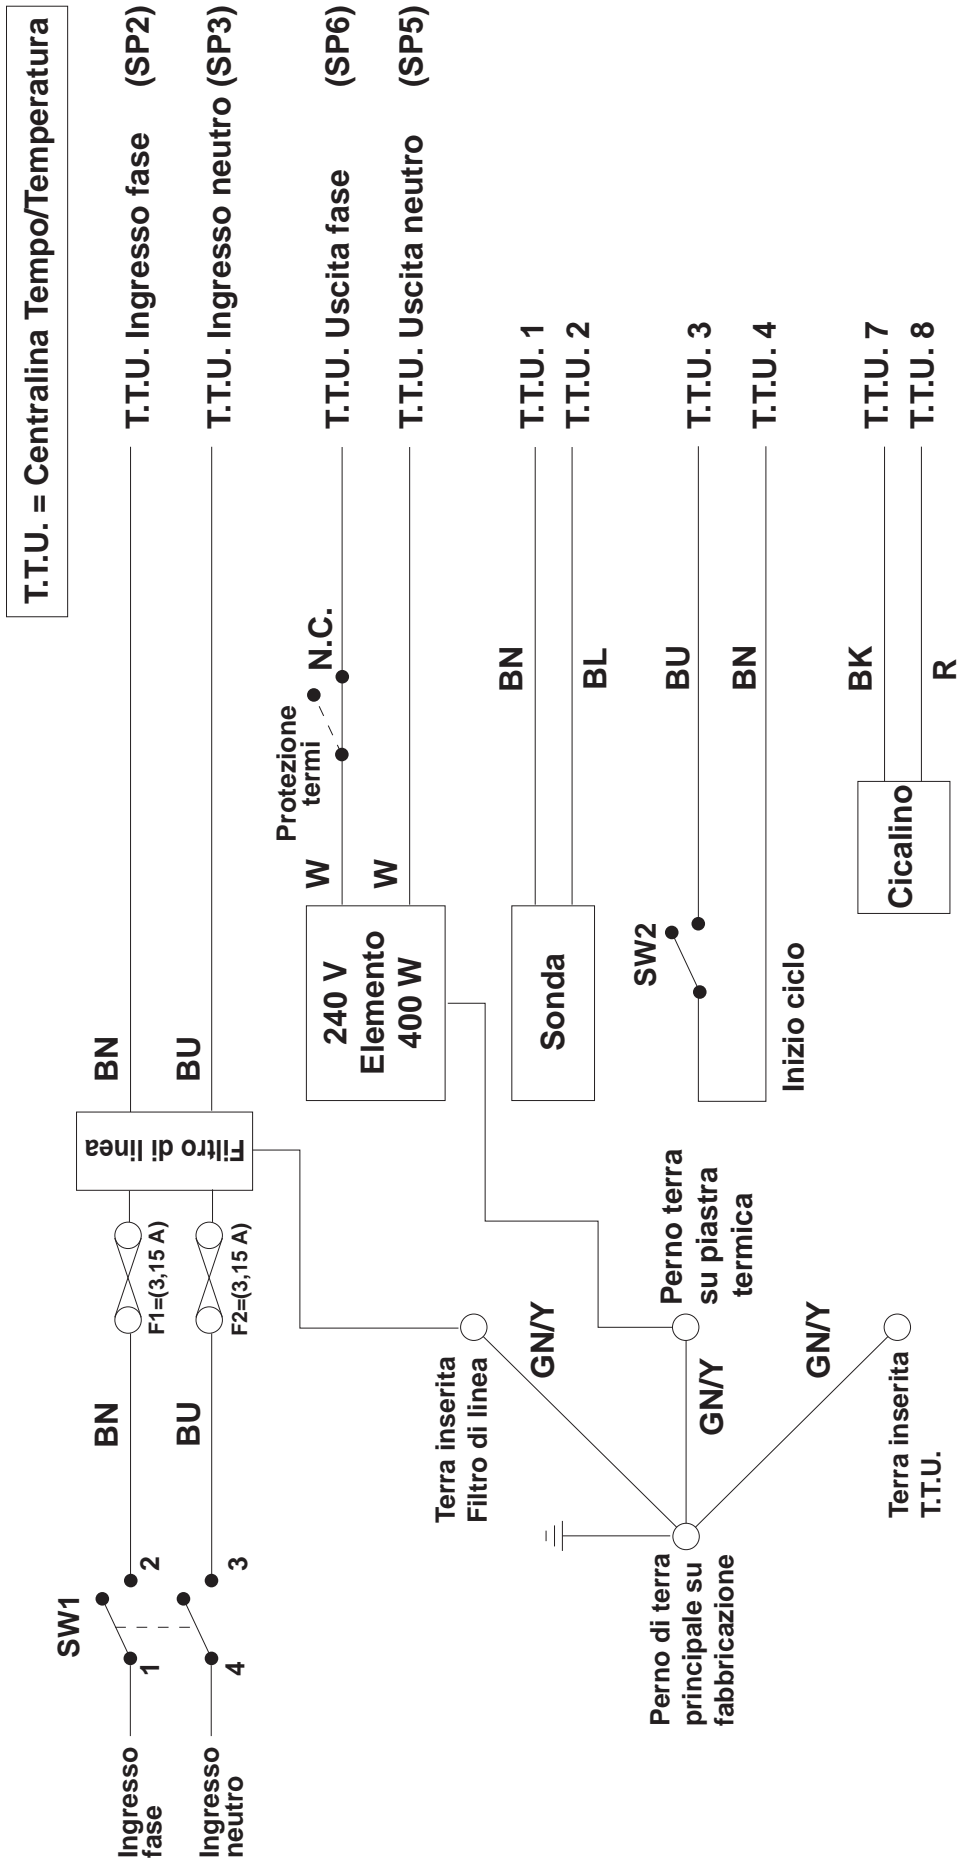 T.T.U. = Centralina Tempo/Temperatura
Ingresso
fase
1
SW1
2
BN
F1=(3,15 A)
Filtro di linea
BN
T.T.U. Ingresso fase (SP2)
Ingresso
neutro
4
3
BU
F2=(3,15 A)
BU
T.T.U. Ingresso neutro (SP3)
240 V
Elemento
400 W
W
Protezione
termi
N.C.
T.T.U. Uscita fase (SP6)
W
T.T.U. Uscita neutro (SP5)
Sonda
BN
T.T.U. 1
BL
T.T.U. 2
SW2
BU
T.T.U. 3
BN
T.T.U. 4
Inizio ciclo
Cicalino
BK
T.T.U. 7
R
T.T.U. 8
Terra inserita
Filtro di linea
GN/Y
Perno terra
su piastra
termica
GN/Y
GN/Y
Perno di terra
principale su
fabbricazione
Terra inserita
T.T.U.